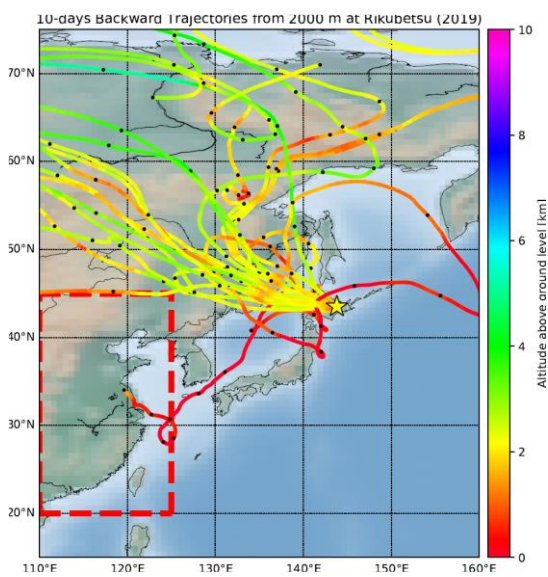 10-days Backward Trajectories from 2000 m at Rikubetsu (2019)
70°N
60°N
50°N
40°N
30°N
20°N
110°E 120°E 130°E 140°E 150°E 160°E
10
8
6
4
2
0
Altitude above ground level [km]